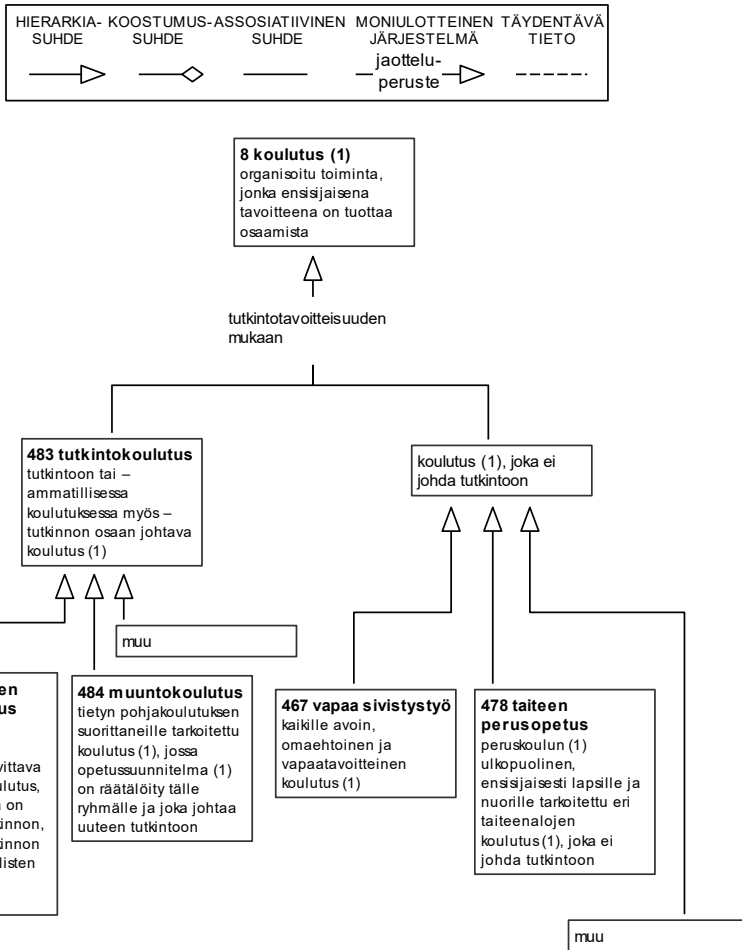 HIERARKIA-
SUHDE
KOOSTUMUS-
SUHDE
ASSOSIATIIVINEN
SUHDE
MONIULOTTEINEN
JÄRJESTELMÄ
TÄYDENTÄVÄ
TIETO
jaottelu-
peruste
8 koulutus (1)
organisoitu toiminta,
jonka ensisijaisena
tavoitteena on tuottaa
osaamista
tutkintotavoitteisuuden
mukaan
483 tutkintokoulutus
tutkintoon tai –
ammatillisessa
koulutuksessa myös –
tutkinnon osaan johtava
koulutus (1)
koulutus (1), joka ei
johda tutkintoon
muu
484 muuntokoulutus
tietyn pohjakoulutuksen
suorittaneille tarkoitettu
koulutus (1), jossa
opetussuunnitelma (1)
on räätälöity tälle
ryhmälle ja joka johtaa
uuteen tutkintoon
467 vapaa sivistystyö
kaikille avoin,
omaehtoinen ja
vapaatavoitteinen
koulutus (1)
478 taiteen
perusopetus
peruskoulun (1)
ulkopuolinen,
ensisijaisesti lapsille ja
nuorille tarkoitettu eri
taiteenalojen
koulutus (1), joka ei
johda tutkintoon
muu